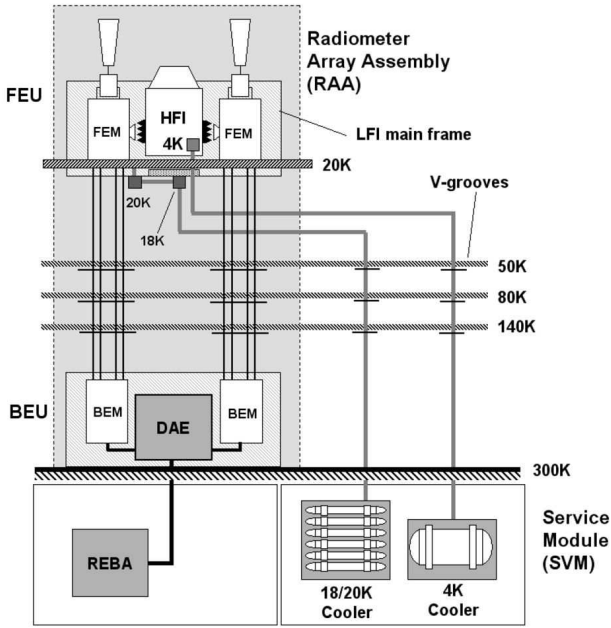 Radiometer
Array Assembly
(RAA)
FEU
HFI
FEM
4K
FEM
LFI main frame
20K
20K
18K
V-grooves
50K
80K
140K
BEU
BEM
DAE
BEM
300K
REBA
18/20K
Cooler
4K
Cooler
Service
Module
(SVM)